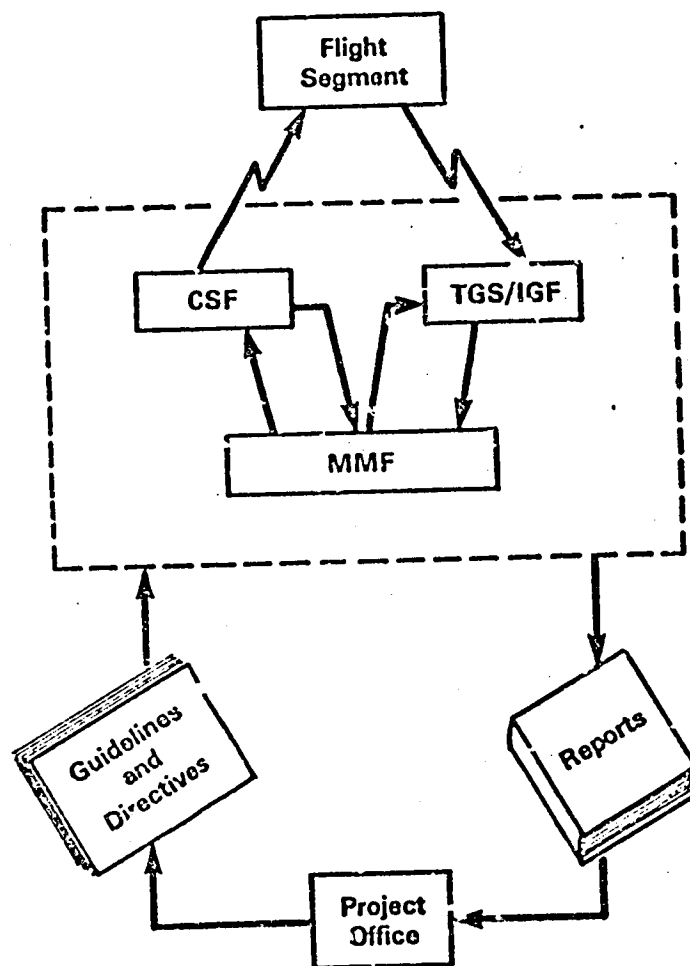 Flight
Segment
CSF
TGS/IGF
MMF
Guidelines
and
Directives
Reports
Project
Office